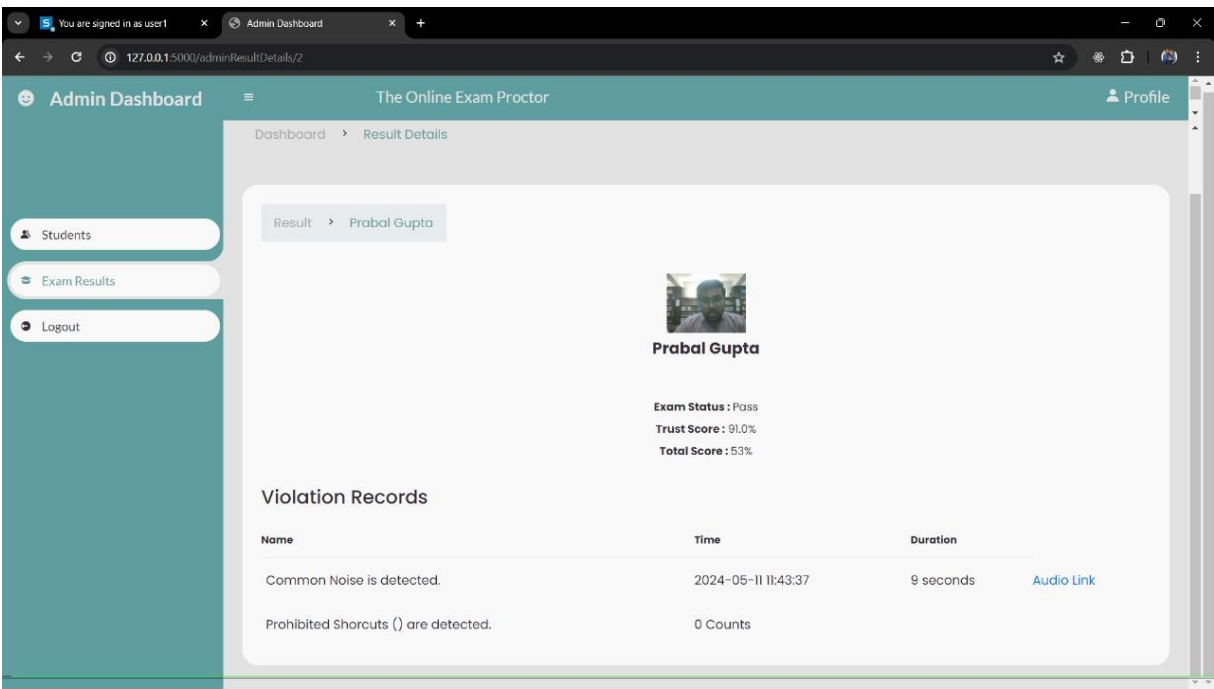 You are signed in as user1
Admin Dashboard
127.0.0.1:5000/adminResultDetails/2
Admin Dashboard
The Online Exam Proctor
Profile
Dashboard > Result Details
Students
Exam Results
Logout
Result > Prabal Gupta
Prabal Gupta
Exam Status : Pass
Trust Score : 91.0%
Total Score : 53%
Violation Records
Name Time Duration
Common Noise is detected. 2024-05-11 11:43:37 9 seconds Audio Link
Prohibited Shorcuts () are detected. 0 Counts